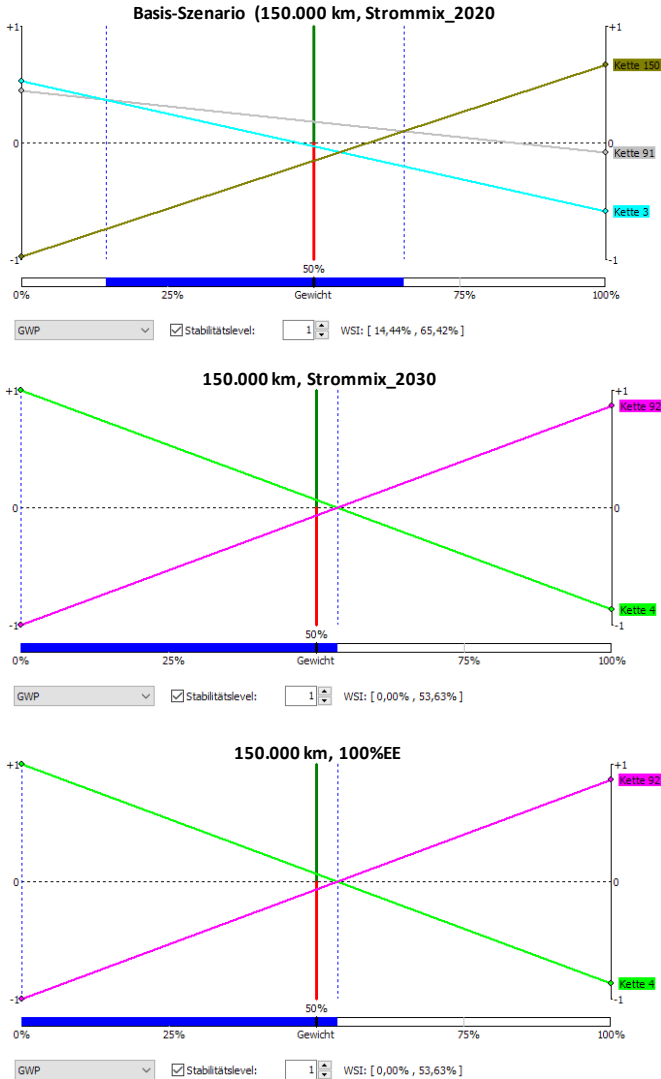 Basis-Szenario (150.000 km, Strommix_2020
+1 +1
Kette 150
0 0
Kette 91
Kette 3
-1 -1
50%
0% 25% Gewicht 75% 100%
GWP Stabilitätslevel: 1 WSI: [ 14,44% , 65,42% ]
150.000 km, Strommix_2030
+1 +1
Kette 92
0 0
Kette 4
-1 -1
50%
0% 25% Gewicht 75% 100%
GWP Stabilitätslevel: 1 WSI: [ 0,00% , 53,63% ]
150.000 km, 100%EE
+1 +1
Kette 92
0 0
Kette 4
-1 -1
50%
0% 25% Gewicht 75% 100%
GWP Stabilitätslevel: 1 WSI: [ 0,00% , 53,63% ]